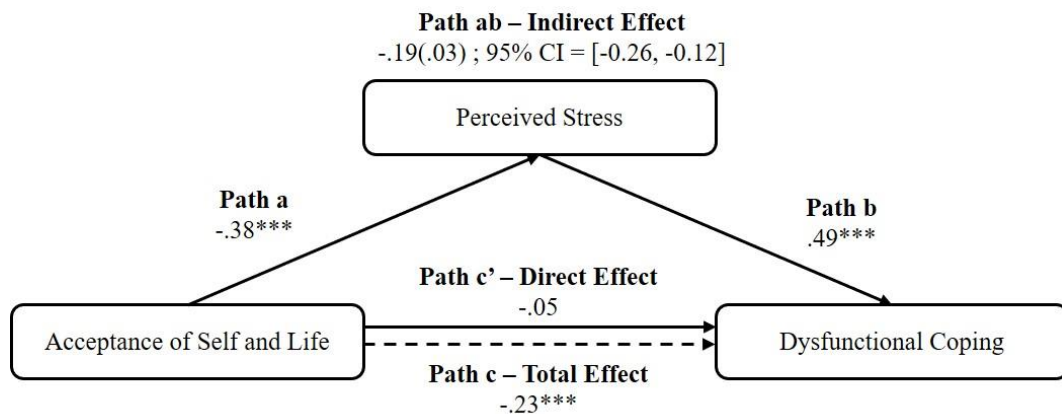 Path ab – Indirect Effect
-.19(.03) ; 95% CI = [-0.26, -0.12]
Perceived Stress
Path a
-.38***
Path b
.49***
Path c’ – Direct Effect
-.05
Acceptance of Self and Life
Dysfunctional Coping
Path c – Total Effect
-.23***